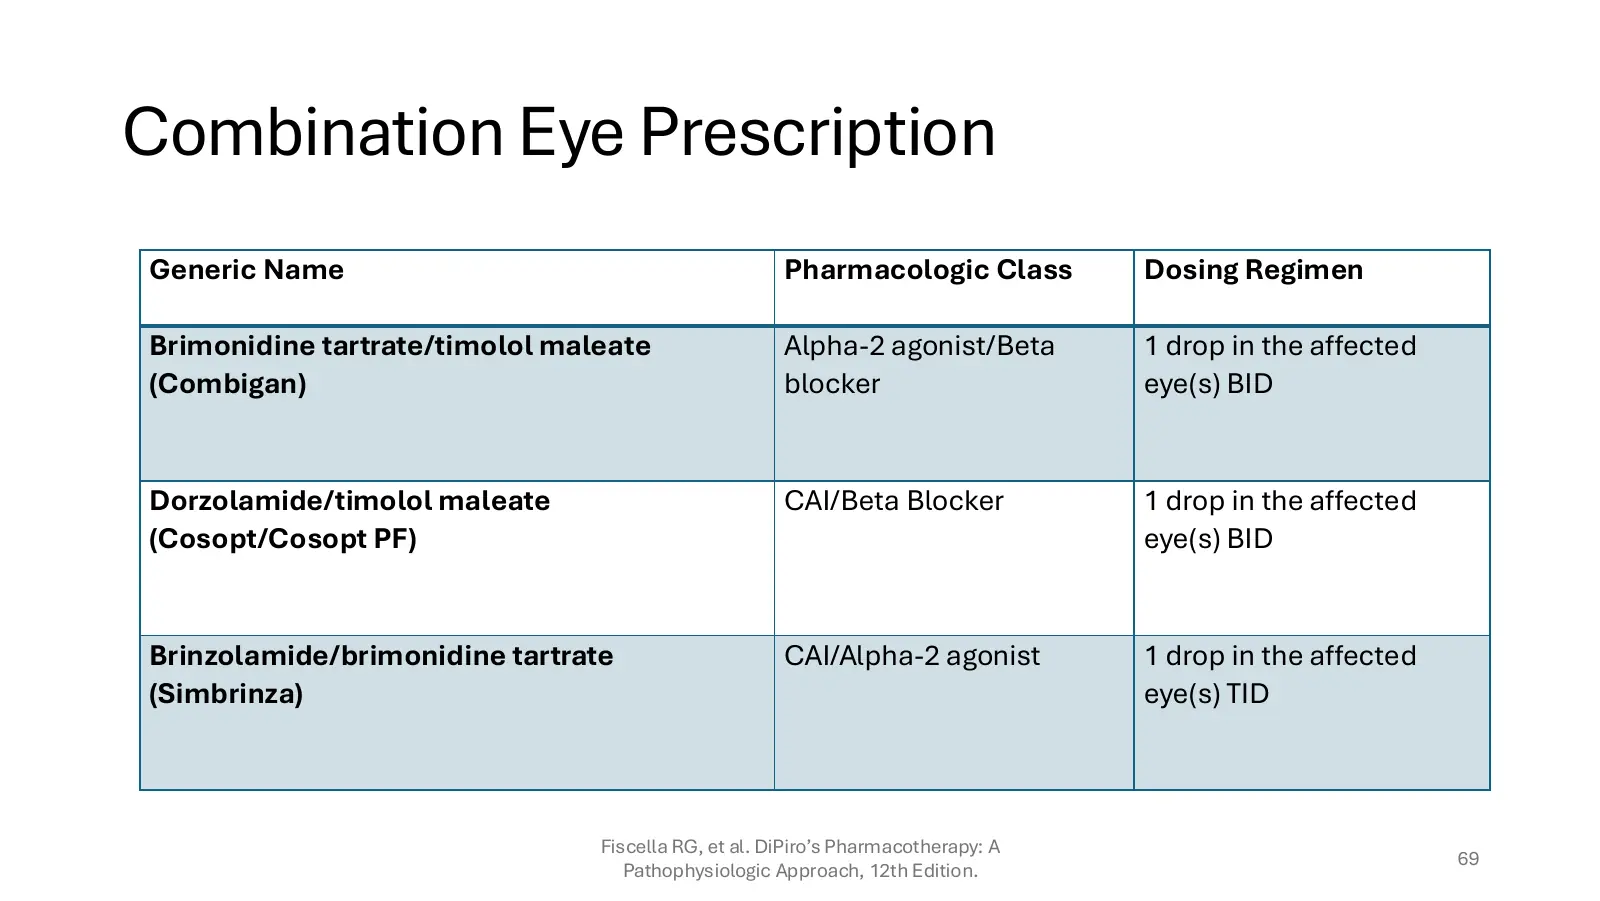 Combination Eye Prescription
Generic Name
Pharmacologic Class
Dosing Regimen
Brimonidine tartrate/timolol maleate
(Combigan)
Alpha-2 agonist/Beta
blocker
1 drop in the affected
eye(s) BID
Dorzolamide/timolol maleate
(Cosopt/Cosopt PF)
CAI/Beta Blocker
1 drop in the affected
eye(s) BID
Brinzolamide/brimonidine tartrate
(Simbrinza)
CAI/Alpha-2 agonist
1 drop in the affected
eye(s) TID
Fiscella RG, et al. DiPiro’s Pharmacotherapy: A
Pathophysiologic Approach, 12th Edition.
69